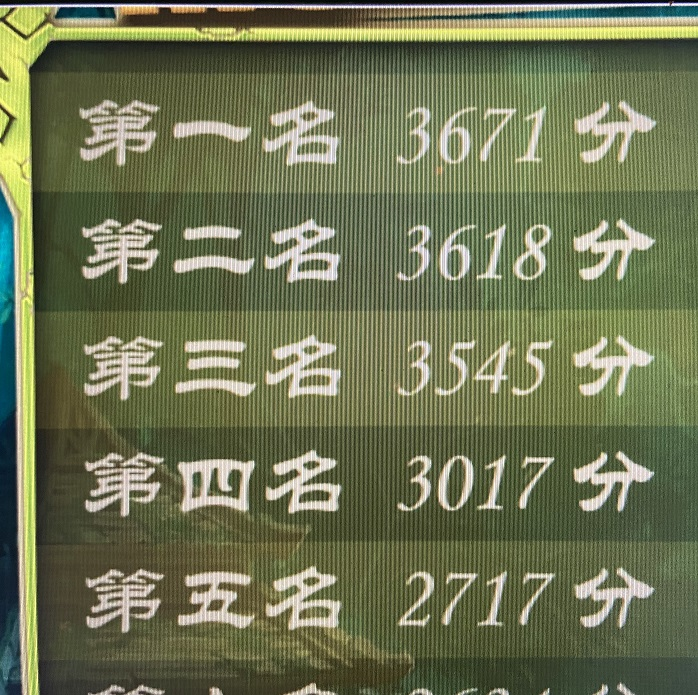 第一名 3671 分
第二名 3618 分
第三名 3545 分
第四名 3017 分
第五名 2717 分